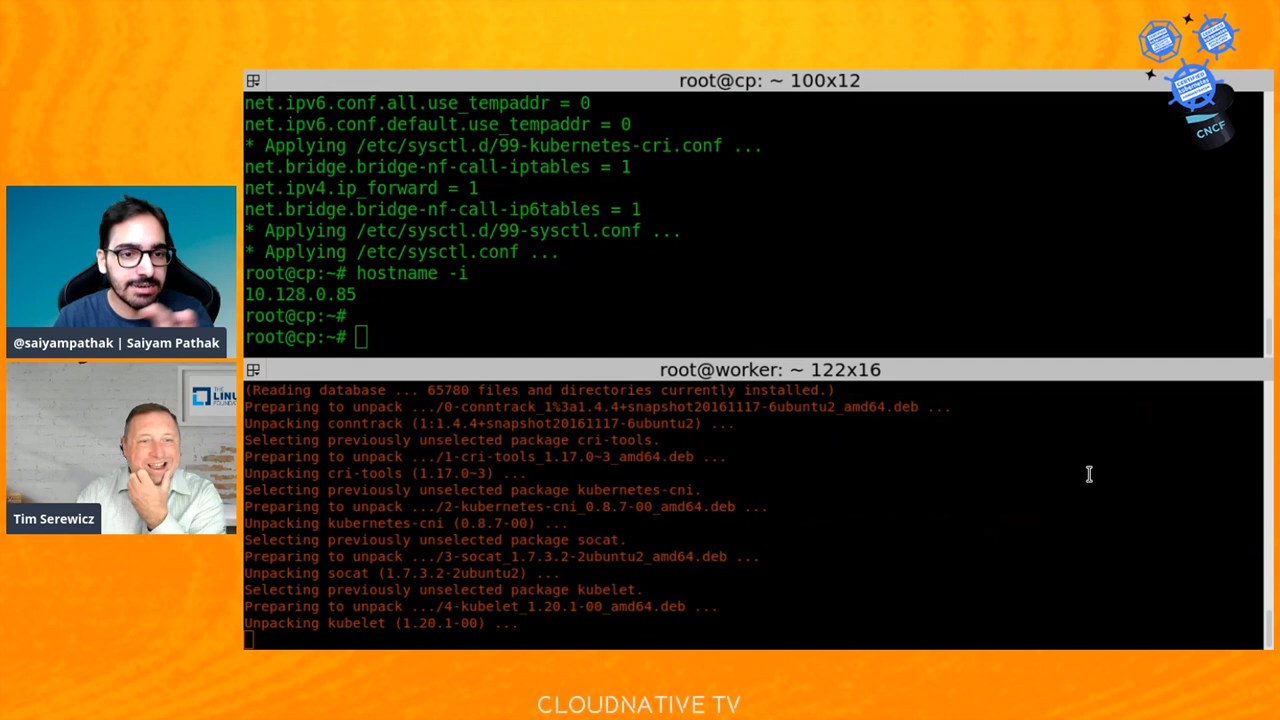 root@cp: ~ 100x12
net.ipv6.conf.all.use_tempaddr = 0
net.ipv6.conf.default.use_tempaddr = 0
* Applying /etc/sysctl.d/99-kubernetes-cri.conf ...
net.bridge.bridge-nf-call-iptables = 1
net.ipv4.ip_forward = 1
net.bridge.bridge-nf-call-ip6tables = 1
* Applying /etc/sysctl.d/99-sysctl.conf ...
* Applying /etc/sysctl.conf ...
root@cp:~# hostname -i
10.128.0.85
root@cp:~#
root@cp:~#
CERTIFIED
kubernetes
CNCF
@saiyampathak | Saiyam Pathak
THE
LINU
FOUNDA
Tim Serewicz
root@worker: ~ 122x16
(Reading database ... 65780 files and directories currently installed.)
Preparing to unpack .../0-conntrack_1%3a1.4.4+snapshot20161117-6ubuntu2_amd64.deb ...
Unpacking conntrack (1:1.4.4+snapshot20161117-6ubuntu2) ...
Selecting previously unselected package cri-tools.
Preparing to unpack .../1-cri-tools_1.17.0~3_amd64.deb ...
Unpacking cri-tools (1.17.0~3) ...
Selecting previously unselected package kubernetes-cni.
Preparing to unpack .../2-kubernetes-cni_0.8.7-00_amd64.deb ...
Unpacking kubernetes-cni (0.8.7-00) ...
Selecting previously unselected package socat.
Preparing to unpack .../3-socat_1.7.3.2-2ubuntu2_amd64.deb ...
Unpacking socat (1.7.3.2-2ubuntu2) ...
Selecting previously unselected package kubelet.
Preparing to unpack .../4-kubelet_1.20.1-00_amd64.deb ...
Unpacking kubelet (1.20.1-00) ...
CLOUDNATIVE TV